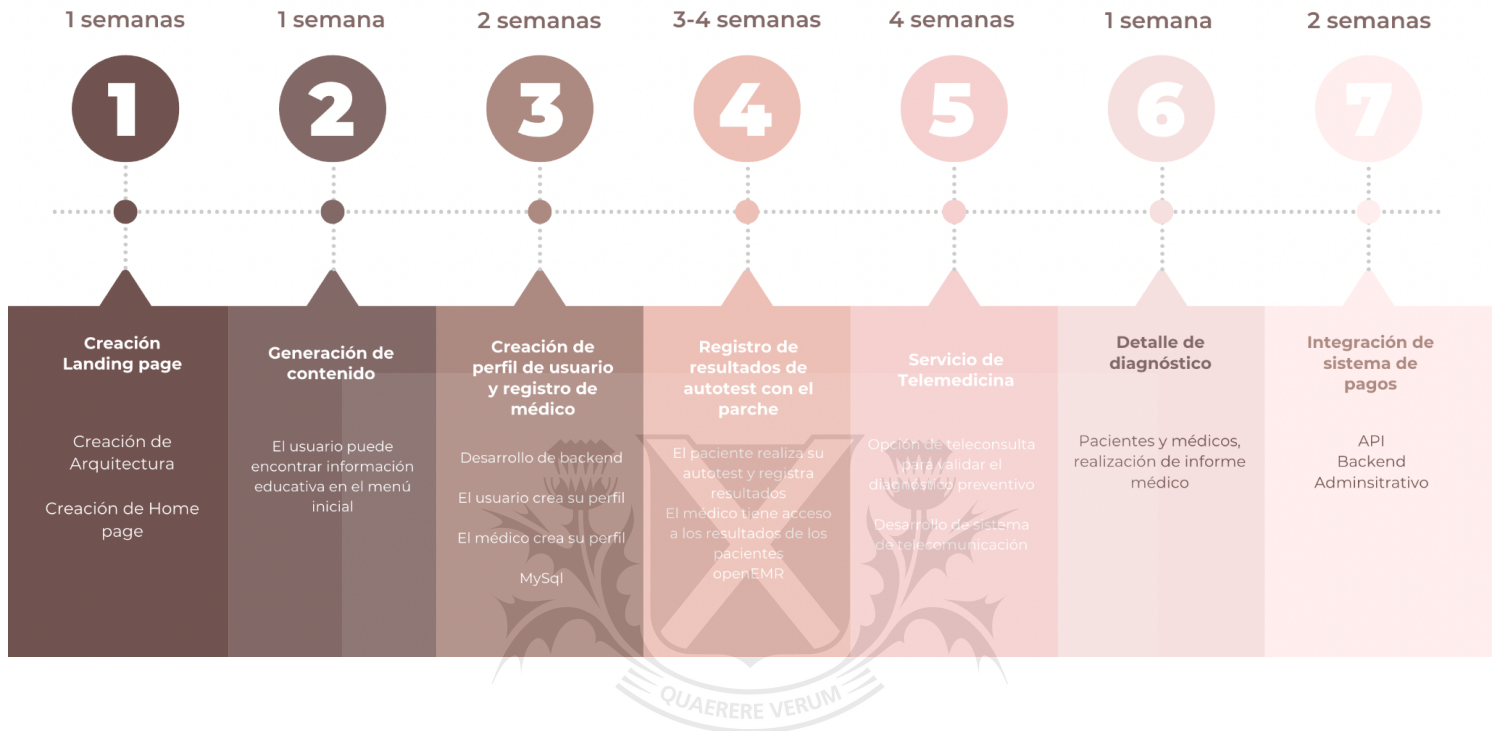 1 semanas
1 semana
2 semanas
3-4 semanas
4 semanas
1 semana
2 semanas
1
2
3
4
5
6
7
Creación
Landing page
Creación de
Arquitectura
Creación de Home
page
Generación de
contenido
El usuario puede
encontrar información
educativa en el menú
inicial
Creación de
perfil de usuario
y registro de
médico
Desarrollo de backend
El usuario crea su perfil
El médico crea su perfil
MySql
Registro de
resultados de
autotest con el
parche
El paciente realiza su
autotest y registra
resultados
El médico tiene acceso
a los resultados de los
pacientes
openEMR
Servicio de
Telemedicina
Opción de teleconsulta
para validar el
diagnóstico preventivo
Desarrollo de sistema
de telecomunicación
Detalle de
diagnóstico
Pacientes y médicos,
realización de informe
médico
Integración de
sistema de
pagos
API
Backend
Adminsitrativo
QUAERERE VERUM